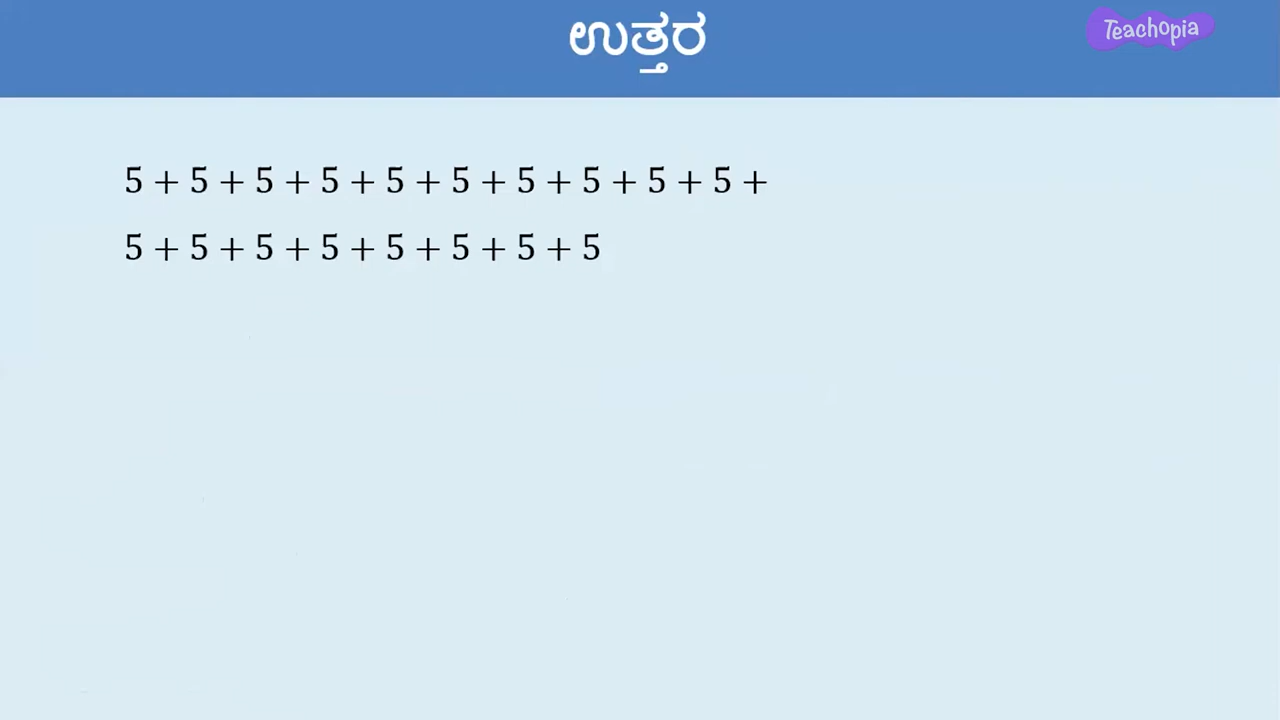 ಉತ್ತರ
Teachopia
5 + 5 + 5 + 5 + 5 + 5 + 5 + 5 + 5 + 5 +
5 + 5 + 5 + 5 + 5 + 5 + 5 + 5